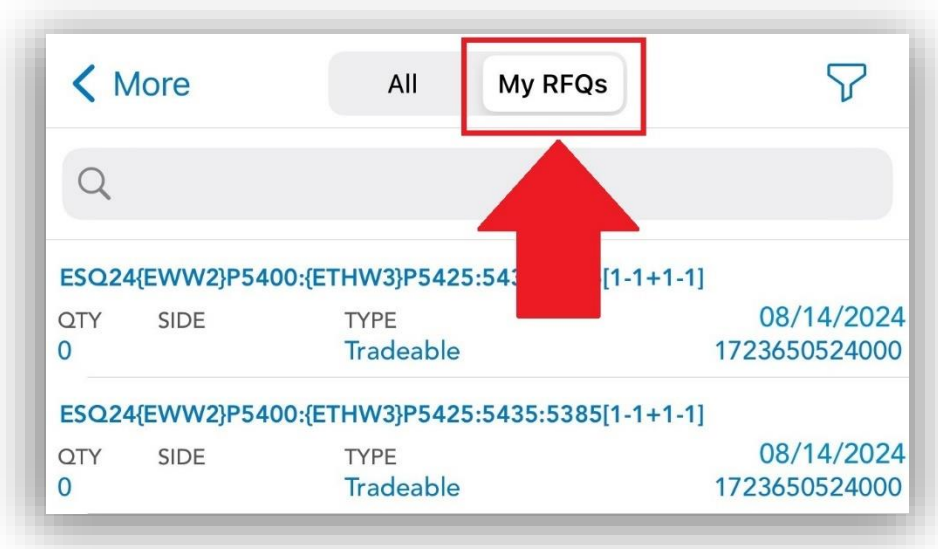 More All My RFQs
ESQ24{EWW2}P5400:{ETHW3}P5425:543 [1-1+1-1]
QTY SIDE TYPE 08/14/2024
0 Tradeable 1723650524000
ESQ24{EWW2}P5400:{ETHW3}P5425:5435:5385[1-1+1-1]
QTY SIDE TYPE 08/14/2024
0 Tradeable 1723650524000